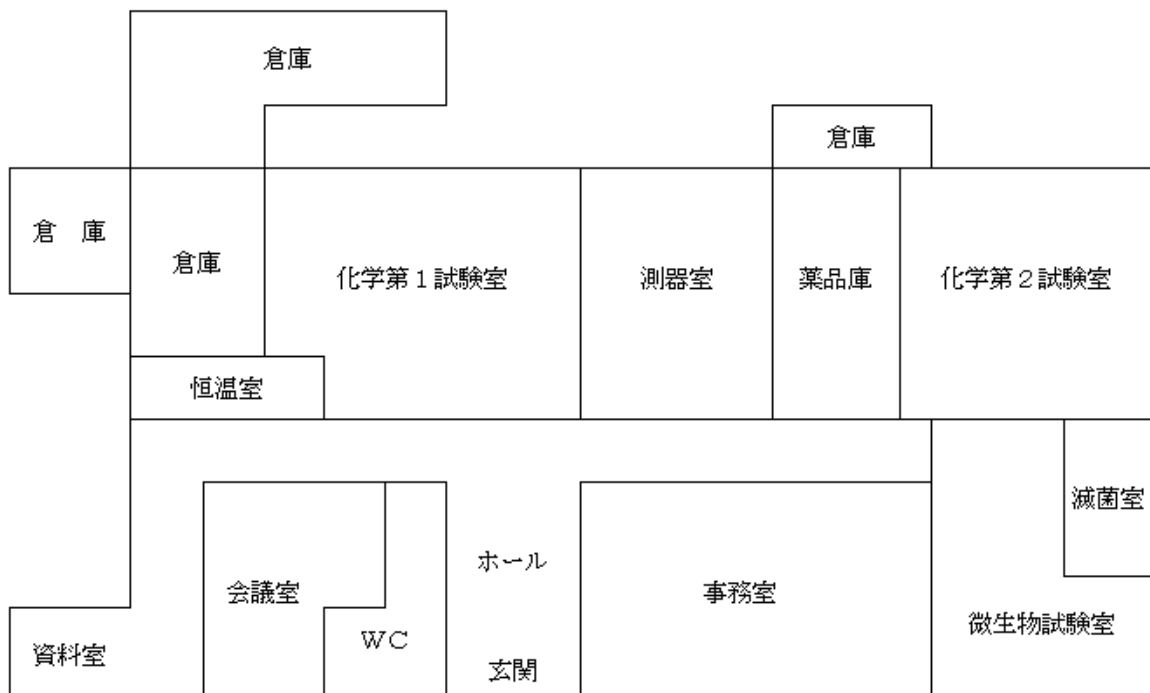 倉庫
倉庫
倉　庫
倉庫
化学第１試験室
測器室
薬品庫
化学第２試験室
恒温室
滅菌室
ホール
会議室
事務室
微生物試験室
ＷＣ
資料室
玄関